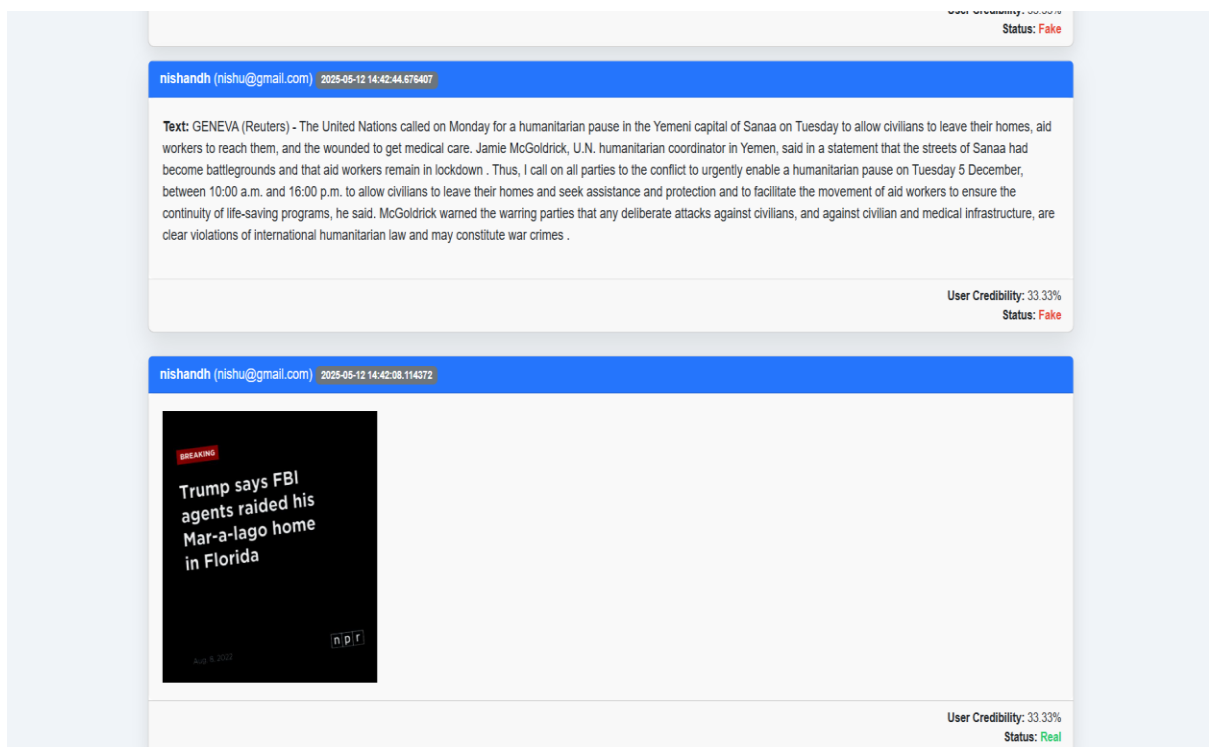 User Credibility: 33.33%
Status: Fake
nishandh (nishu@gmail.com) 2025-05-12 14:42:44.676407
Text: GENEVA (Reuters) - The United Nations called on Monday for a humanitarian pause in the Yemeni capital of Sanaa on Tuesday to allow civilians to leave their homes, aid
workers to reach them, and the wounded to get medical care. Jamie McGoldrick, U.N. humanitarian coordinator in Yemen, said in a statement that the streets of Sanaa had
become battlegrounds and that aid workers remain in lockdown . Thus, I call on all parties to the conflict to urgently enable a humanitarian pause on Tuesday 5 December,
between 10:00 a.m. and 16:00 p.m. to allow civilians to leave their homes and seek assistance and protection and to facilitate the movement of aid workers to ensure the
continuity of life-saving programs, he said. McGoldrick warned the warring parties that any deliberate attacks against civilians, and against civilian and medical infrastructure, are
clear violations of international humanitarian law and may constitute war crimes .
User Credibility: 33.33%
Status: Fake
nishandh (nishu@gmail.com) 2025-05-12 14:42:08.114372
BREAKING
Trump says FBI
agents raided his
Mar-a-lago home
in Florida
npr
Aug. 8, 2022
User Credibility: 33.33%
Status: Real